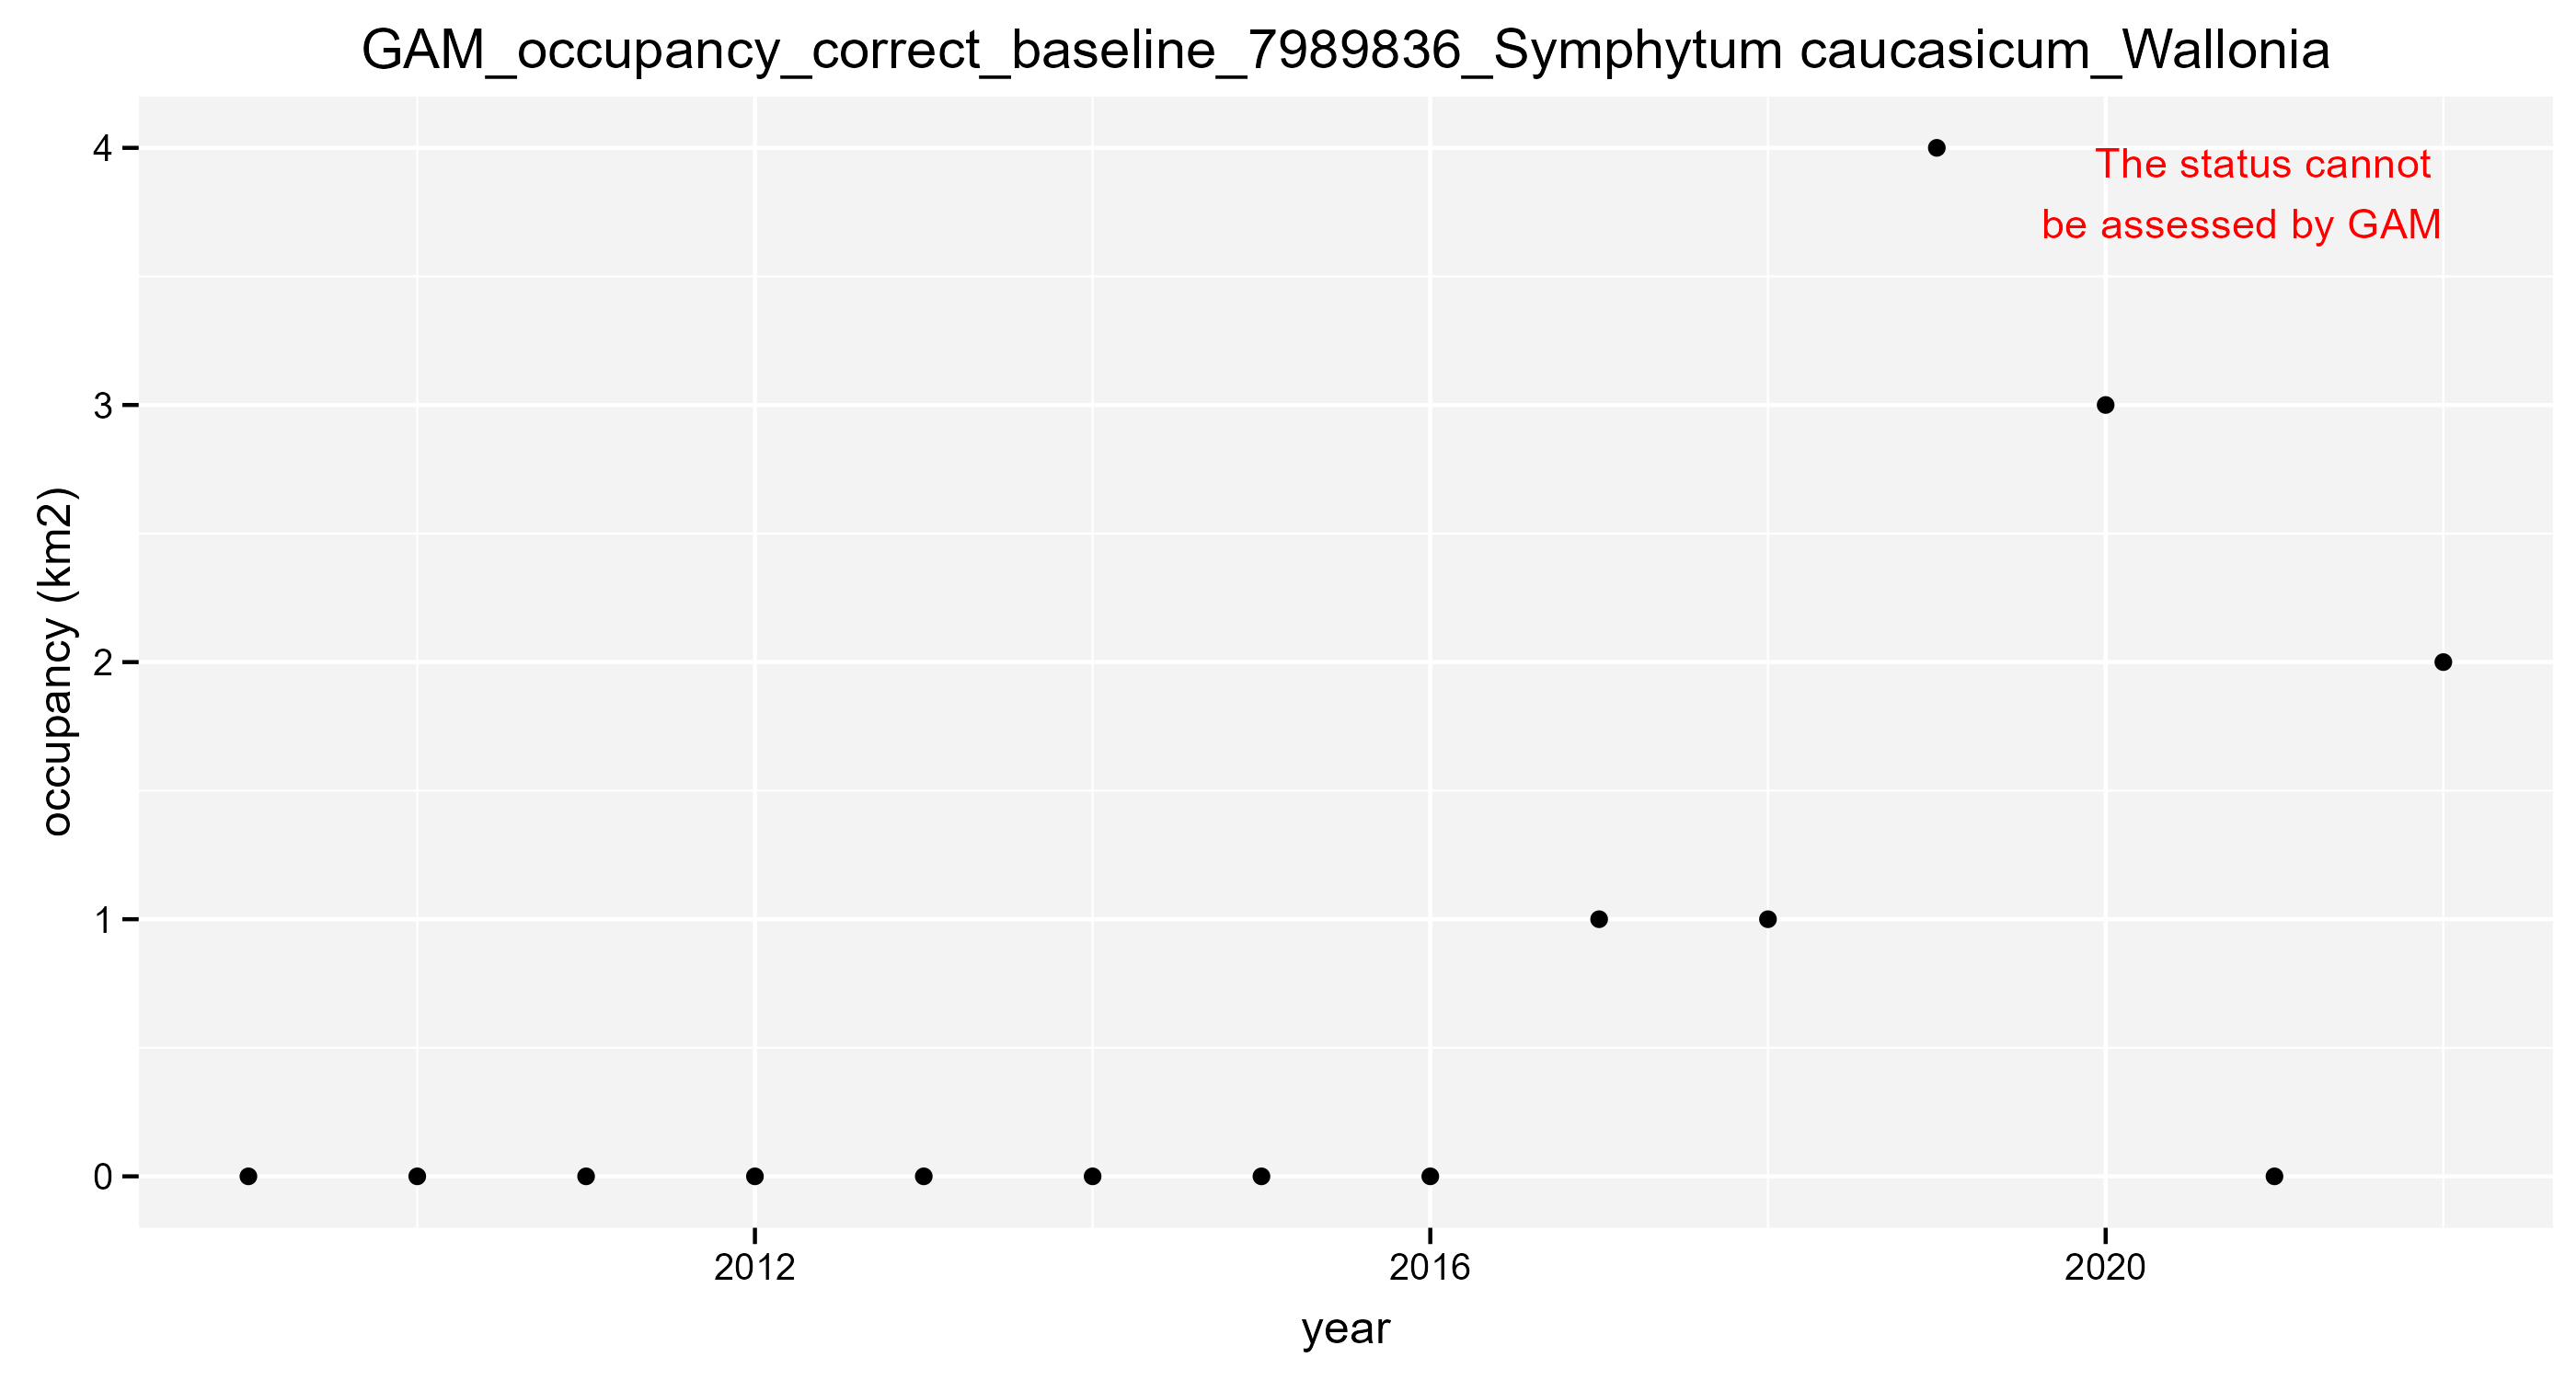 GAM_occupancy_correct_baseline_7989836_Symphytum caucasicum_Wallonia
The status cannot
be assessed by GAM
4
3
2
1
0
occupancy (km2)
2012
2016
2020
year